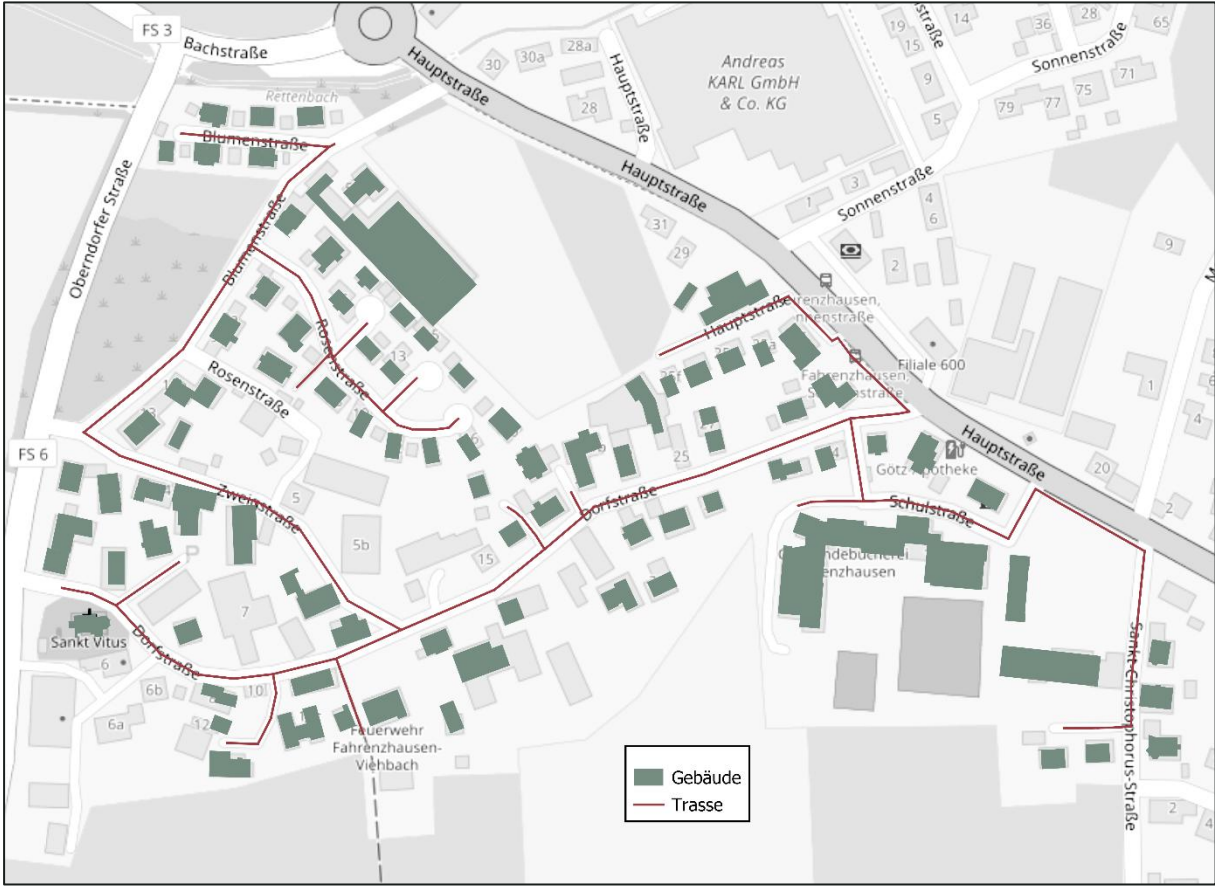 FS 3
Bachstraße
Hauptstraße
30
30a
28a
28
Hauptstraße
Andreas
KARL GmbH
& Co. KG
19
15
14
36
28
65
9
5
Sonnenstraße
71
75
77
79
Rettenbach
Blumenstraße
Oberndorfer Straße
Hauptstraße
3
1
Sonnenstraße
4
6
2
31
29
9
Blumenstraße
Rosenstraße
13
Rosenstraße
Hauptstraße
Filiale 600
1
4
6
FS 6
Zweigstraße
5
5b
25
Dorfstraße
15
Götz Apotheke
Hauptstraße
20
2
Schulstraße
7
Sankt Vitus
Dorfstraße
6
6b
6a
10
12
Feuerwehr
Fahrenzhausen-
Viehbach
Sankt-Christophorus-Straße
2
4
Gebäude
Trasse